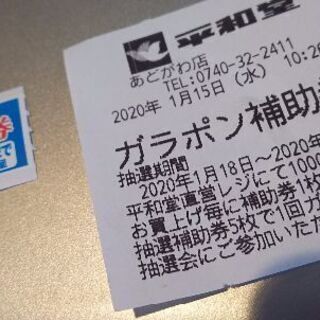 平和堂
あどがわ店
TEL:0740-32-2411
2020年 1月15日 (水) 10:26
ガラポン補助
抽選期間
2020年1月18日～2020年
平和堂直営レジにて1000
お買上げ毎に補助券1枚
抽選補助券5枚で1回ガ
抽選会にご参加いただ
券
で